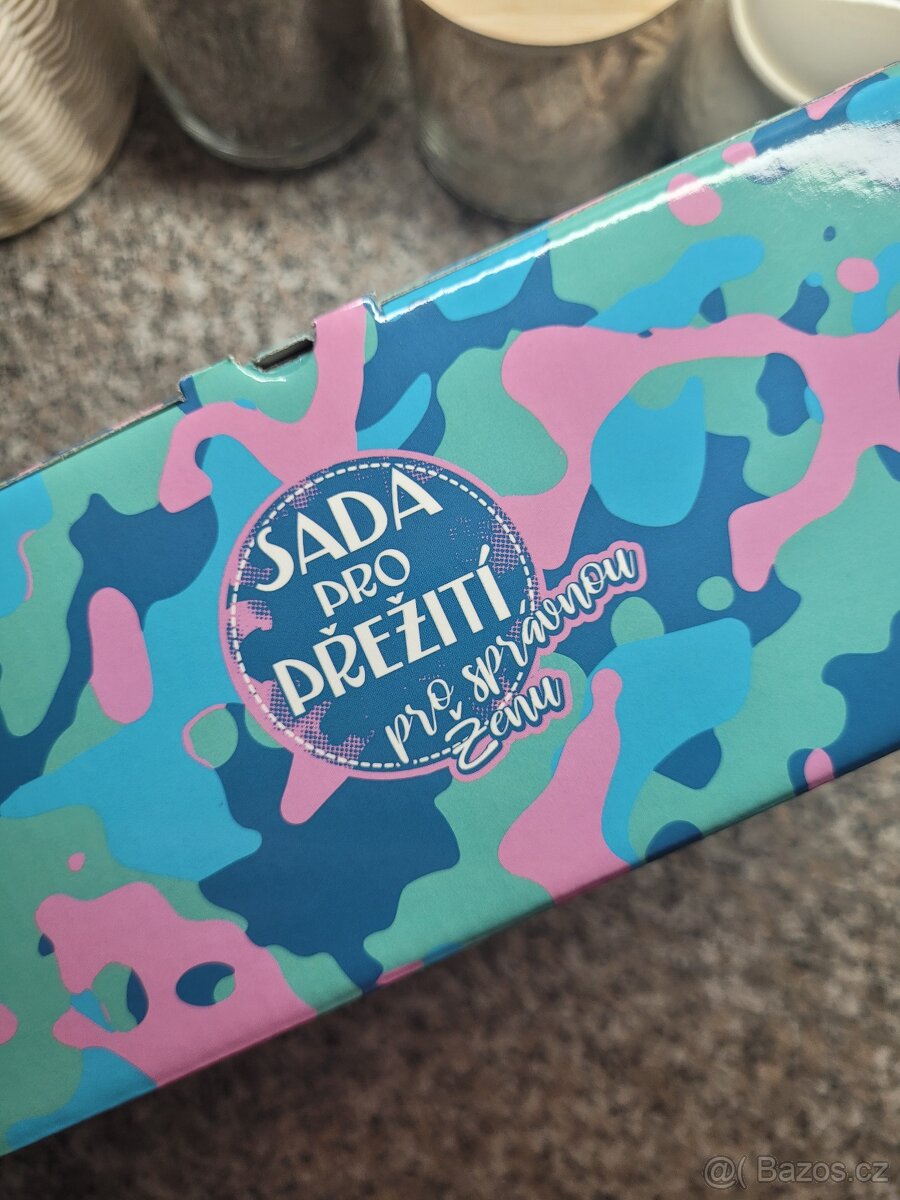 SADA
PRO
PŘEŽITÍ
pro správnou
Ženu
@( Bazos.cz